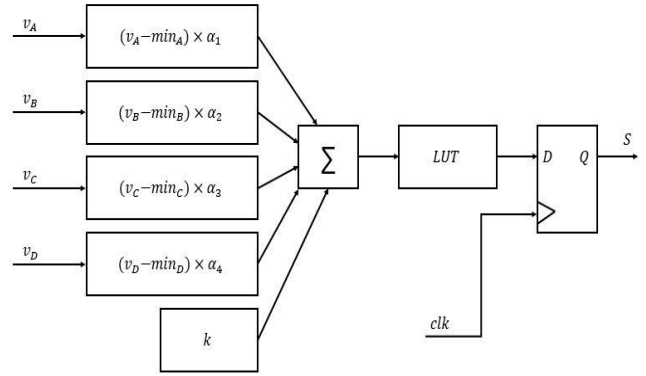 v_A
(v_A−min_A) × α_1
v_B
(v_B−min_B) × α_2
v_C
(v_C−min_C) × α_3
v_D
(v_D−min_D) × α_4
k
∑
LUT
D Q
S
clk